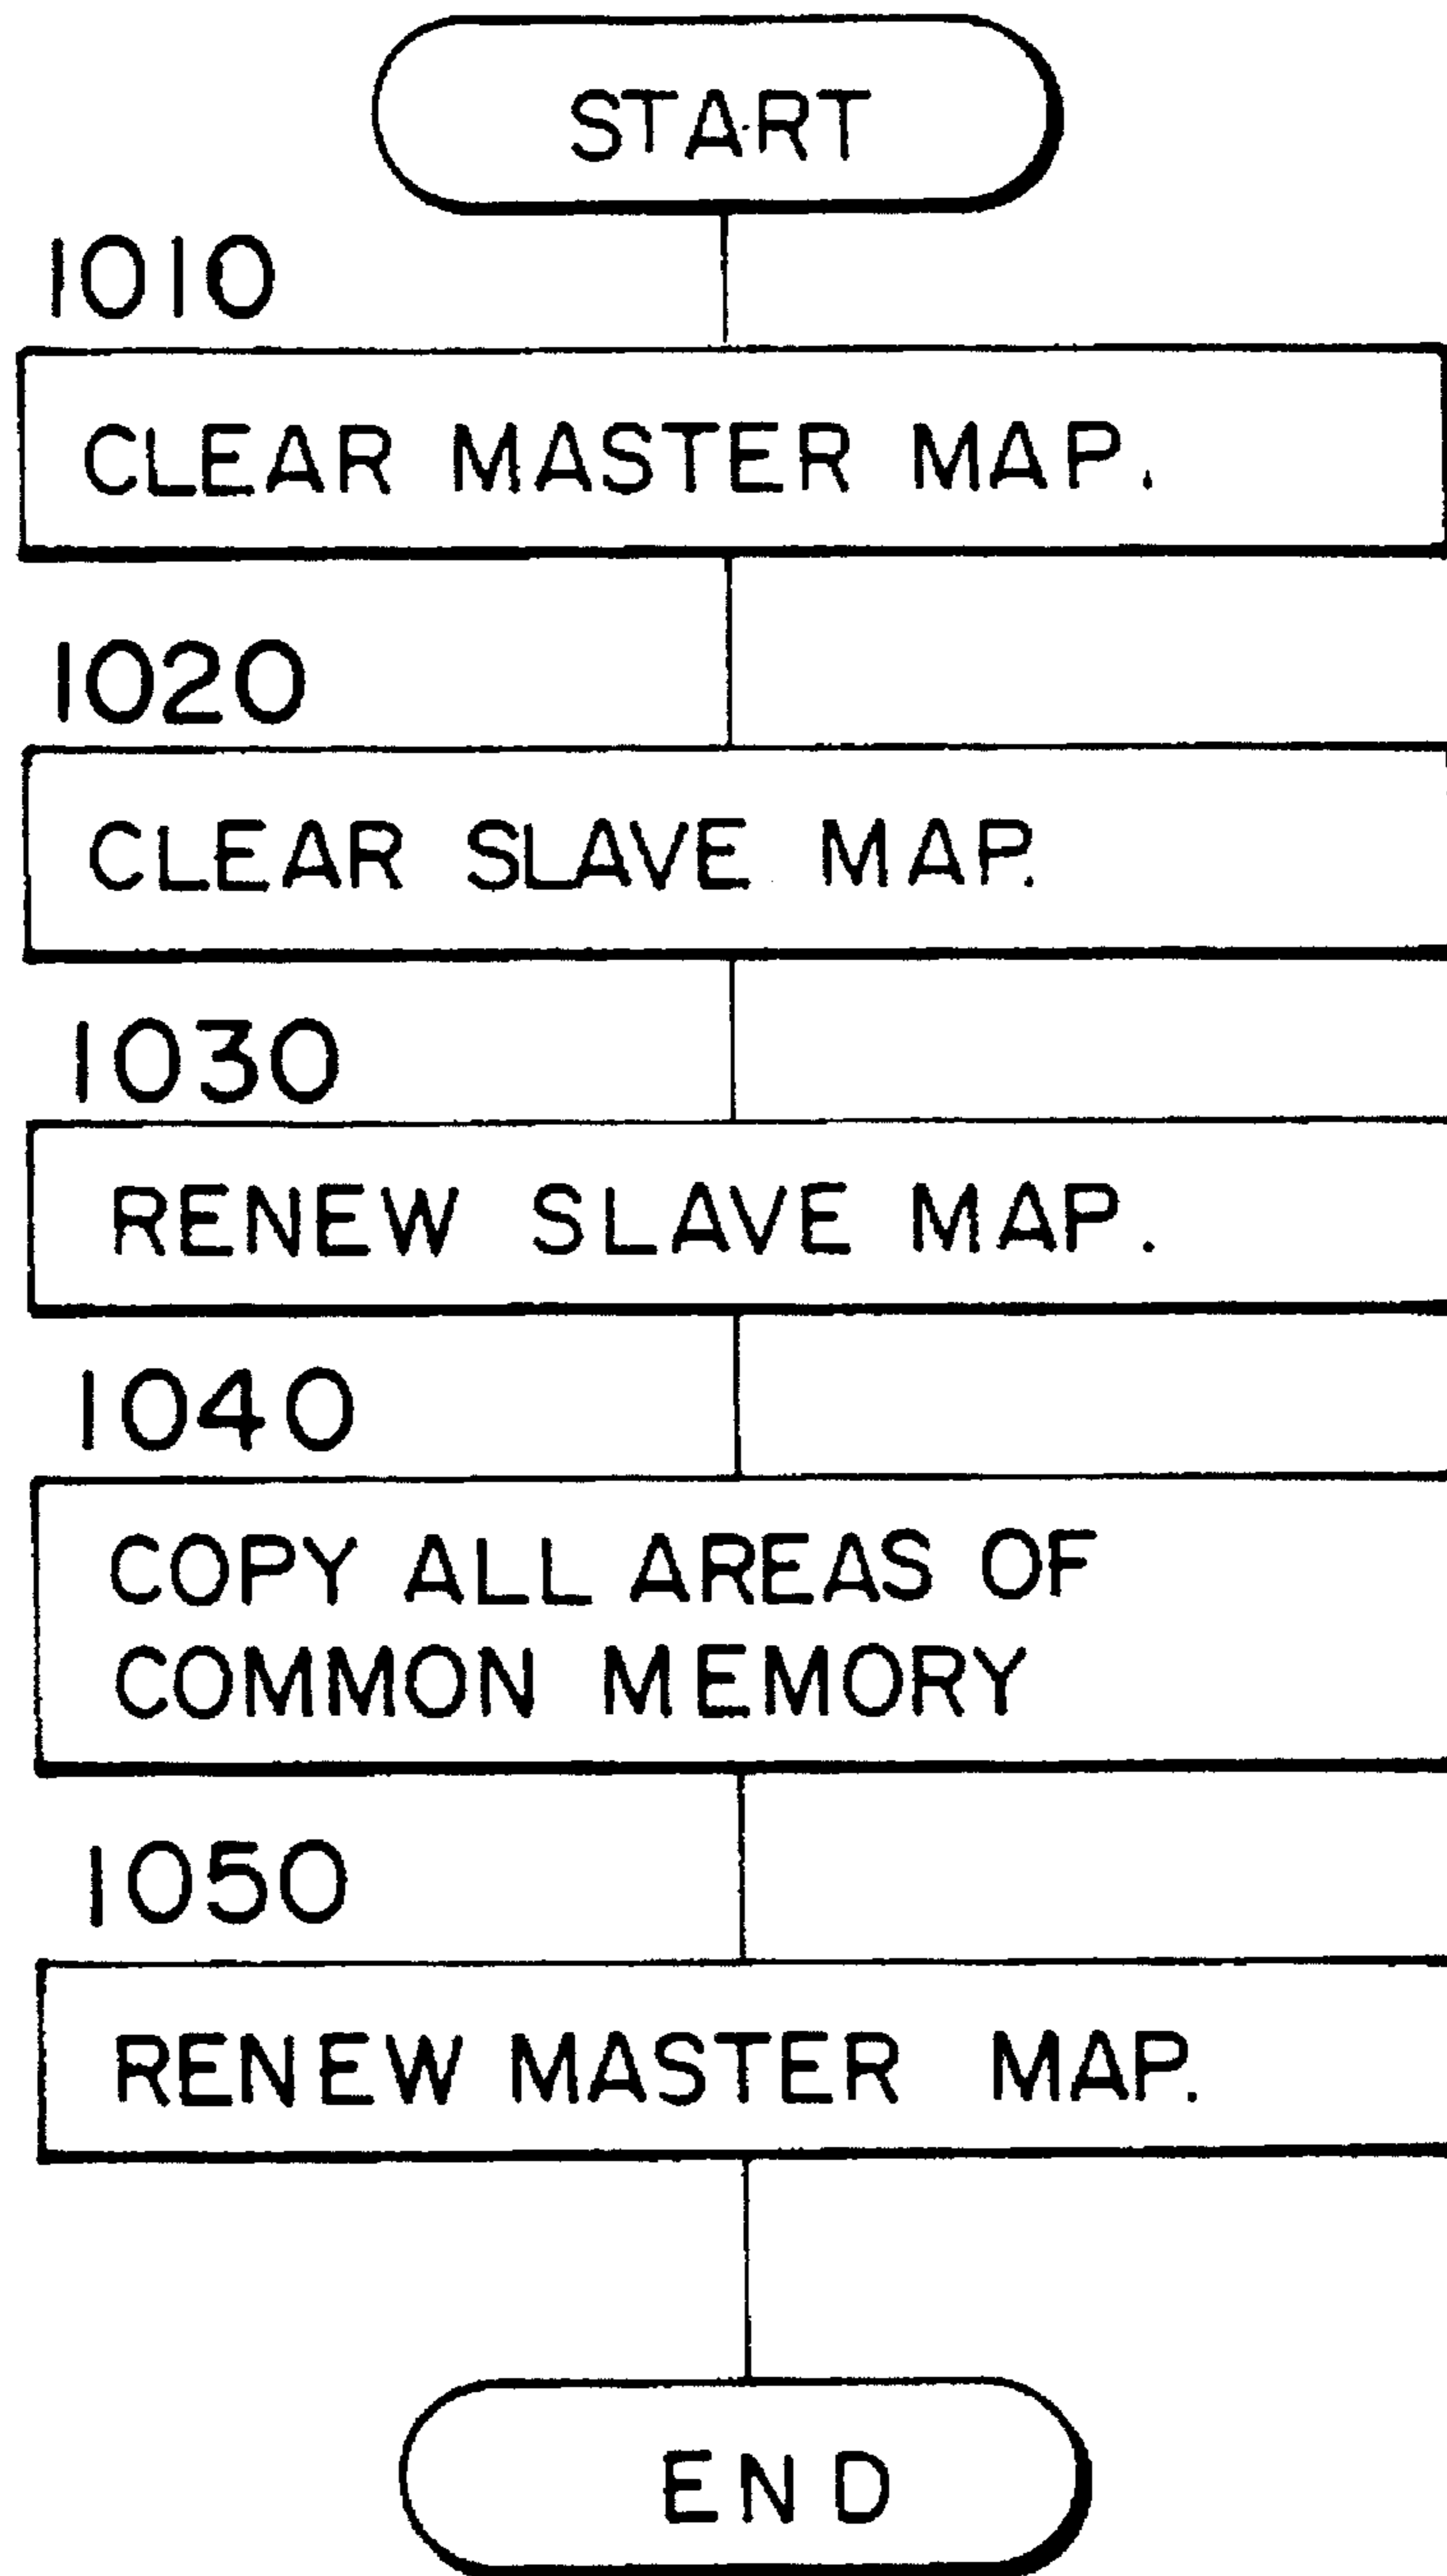 START
1010
CLEAR MASTER MAP.
1020
CLEAR SLAVE MAP.
1030
RENEW SLAVE MAP.
1040
COPY ALL AREAS OF
COMMON MEMORY
1050
RENEW MASTER MAP.
END